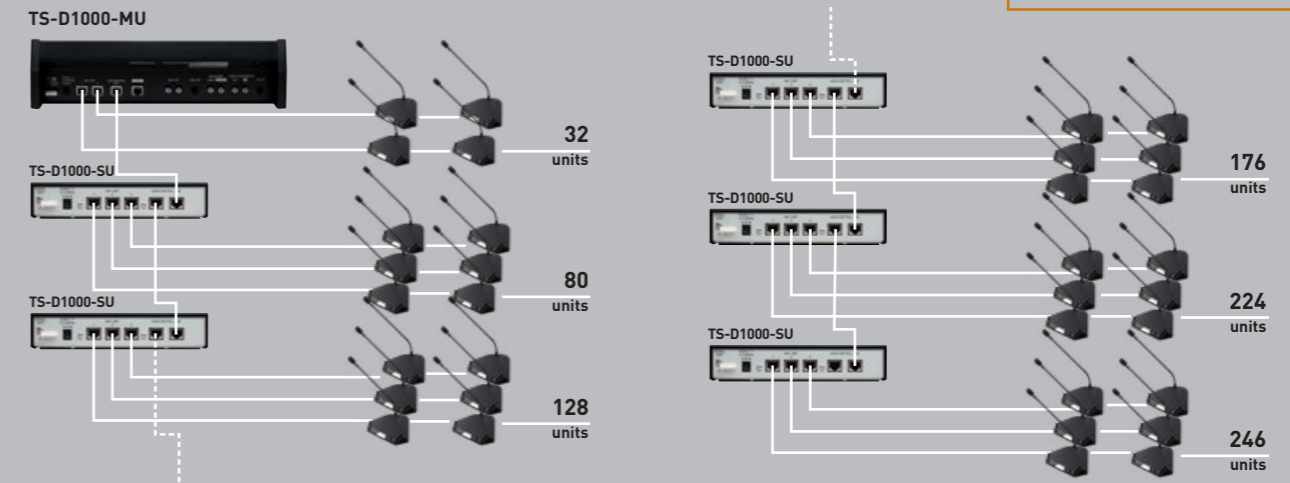 TS-D1000-MU
32
units
TS-D1000-SU
80
units
TS-D1000-SU
128
units
TS-D1000-SU
176
units
TS-D1000-SU
224
units
TS-D1000-SU
246
units